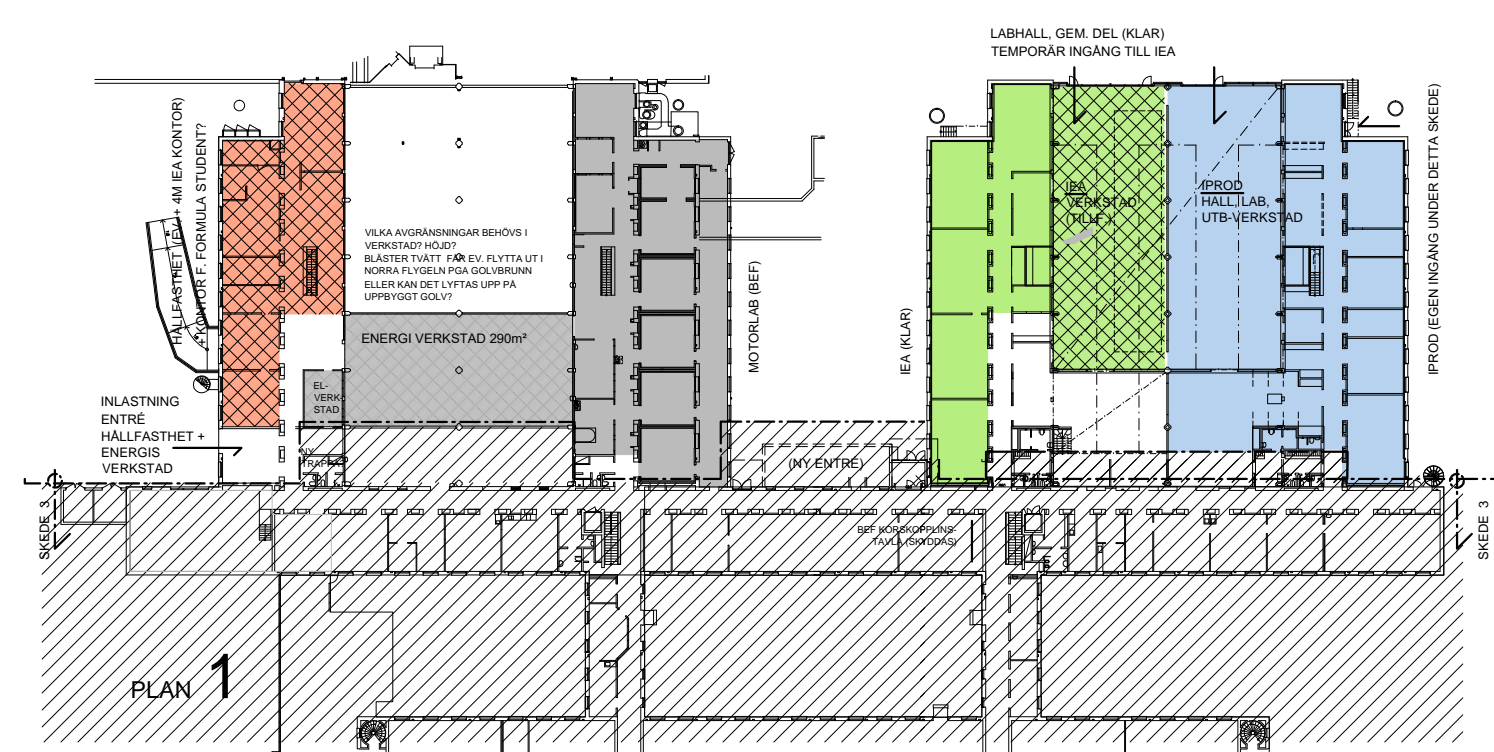 LABHALL, GEM. DEL (KLAR)
TEMPORÄR INGÅNG TILL IEA
HÅLLFASTHET (EV + 4M IEA KONTOR)
+ KONTOR F. FORMULA STUDENT?
VILKA AVGRÄNSNINGAR BEHÖVS I
VERKSTAD? HÖJD?
BLÄSTER TVÄTT FÅR EV. FLYTTA UT I
NORRA FLYGELN PGA GOLVBRUNN
ELLER KAN DET LYFTAS UPP PÅ
UPPBYGGT GOLV?
ENERGI VERKSTAD 290m²
EL-
VERK-
STAD
MOTORLAB (BEF)
INLASTNING
ENTRÉ
HÅLLFASTHET +
ENERGIS
VERKSTAD
NY
TRAPPA
(NY ENTRÉ)
IEA (KLAR)
IEA
VERKSTAD
(TILLF.)
IPROD
HALL, LAB,
UTB-VERKSTAD
IPROD (EGEN INGÅNG UNDER DETTA SKEDE)
BEF KORSKOPPLINS-
TAVLA (SKYDDAS)
SKEDE 3
SKEDE 3
PLAN 1